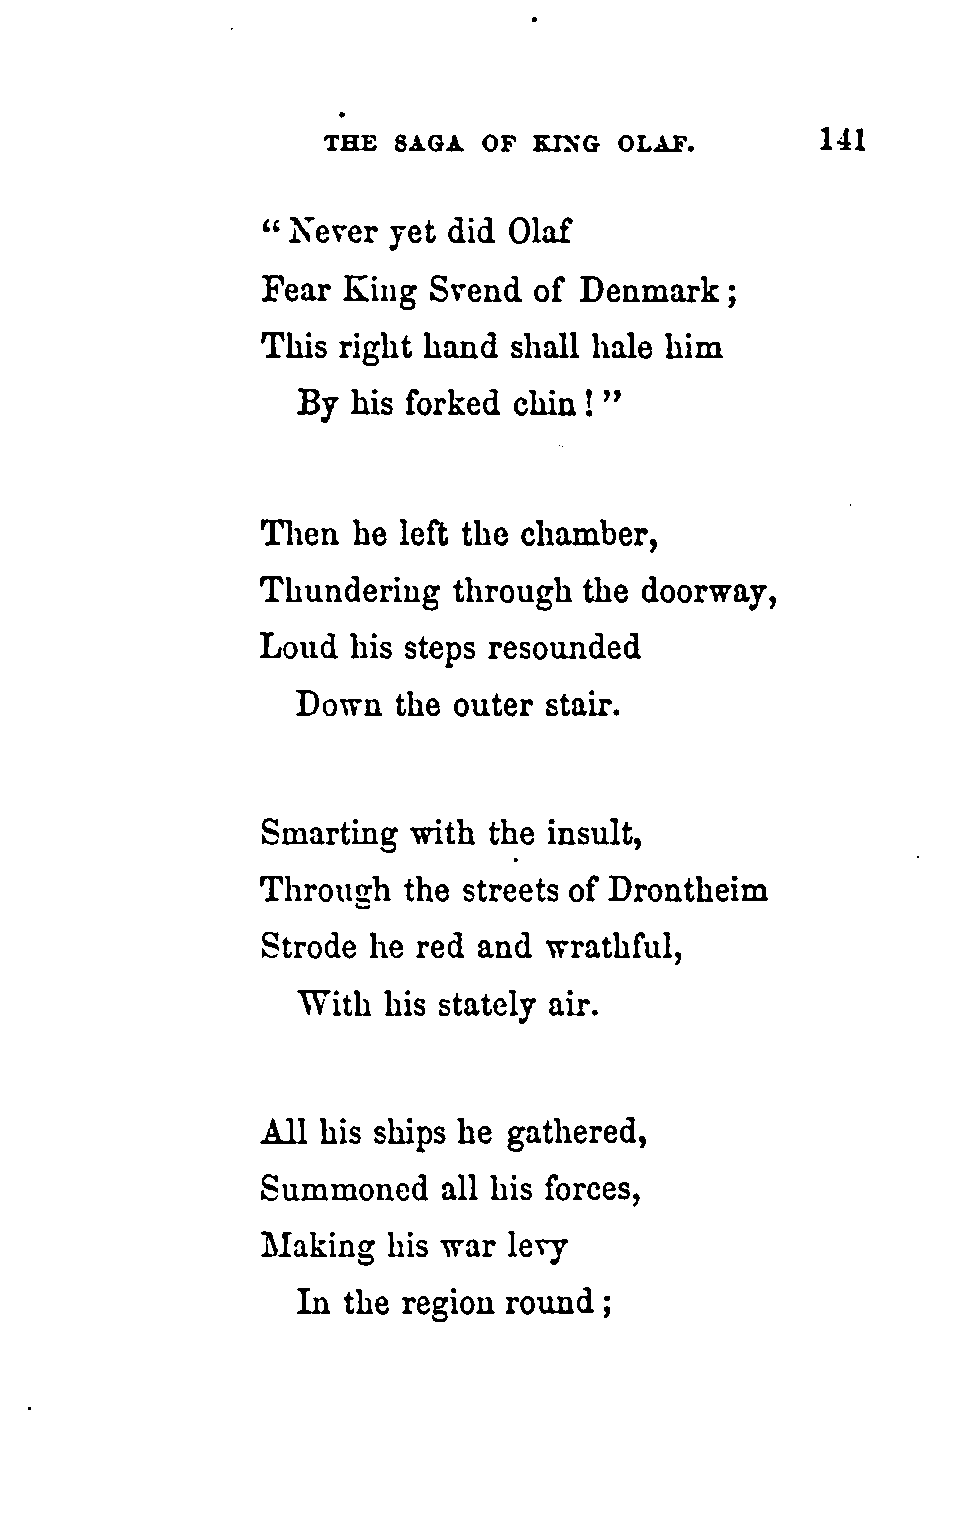 THE SAGA OF KING OLAF. 141
“ Never yet did Olaf
Fear King Svend of Denmark ;
This right hand shall hale him
By his forked chin ! ”
Then he left the chamber,
Thundering through the doorway,
Loud his steps resounded
Down the outer stair.
Smarting with the insult,
Through the streets of Drontheim
Strode he red and wrathful,
With his stately air.
All his ships he gathered,
Summoned all his forces,
Making his war levy
In the region round ;